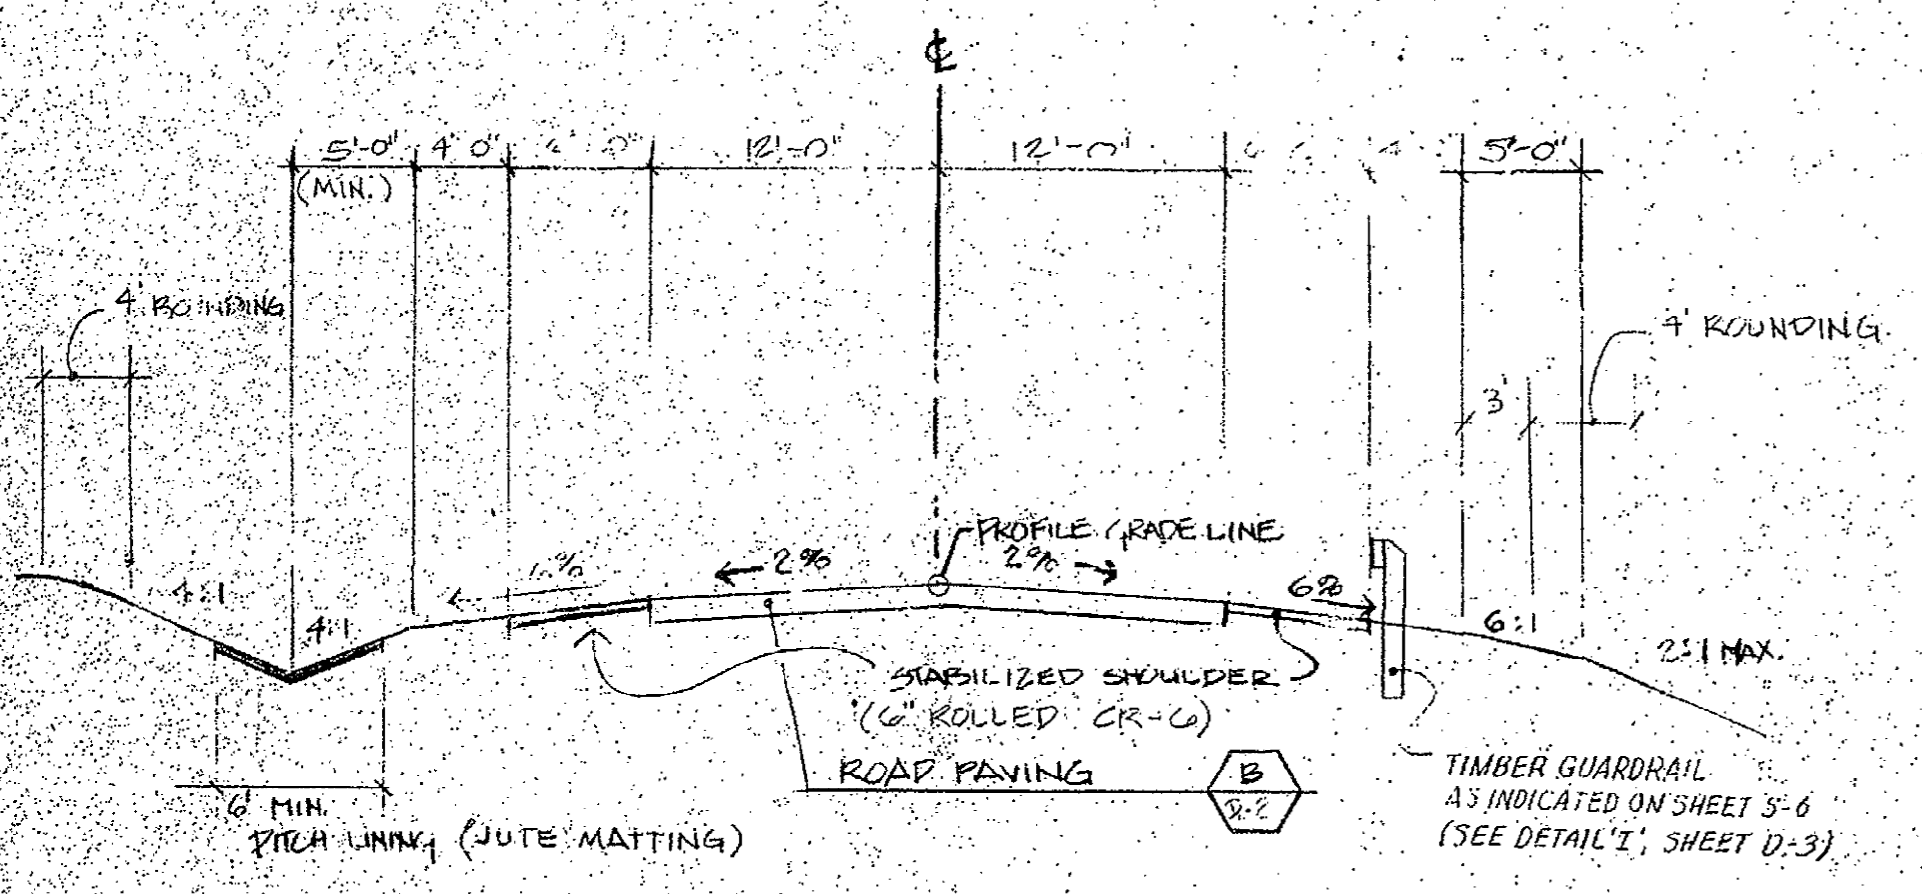 ℄
5'-0" 4'0" 12'-0" 12'-0" 5'-0"
(MIN.)
4' ROUNDING
4' ROUNDING
3'
PROFILE GRADE LINE
2% 2%
6%
4:1
4:1
6:1
2:1 MAX.
STABILIZED SHOULDER
(6" ROLLED CR-6)
ROAD PAVING
B
D-2
6' MIN.
DITCH LINING (JUTE MATTING)
TIMBER GUARDRAIL
AS INDICATED ON SHEET S-6
(SEE DETAIL 'I', SHEET D-3)